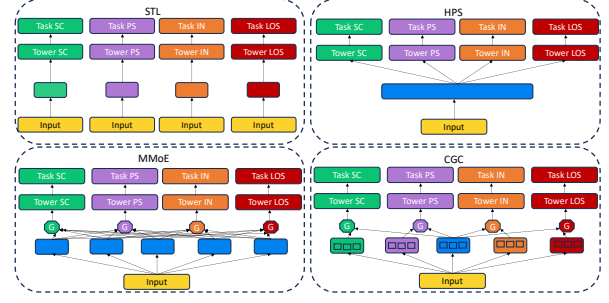 STL
Task SC Task PS Task IN Task LOS
Tower SC Tower PS Tower IN Tower LOS
Input Input Input Input
HPS
Task SC Task PS Task IN Task LOS
Tower SC Tower PS Tower IN Tower LOS
Input
MMoE
Task SC Task PS Task IN Task LOS
Tower SC Tower PS Tower IN Tower LOS
G G G G
Input
CGC
Task SC Task PS Task IN Task LOS
Tower SC Tower PS Tower IN Tower LOS
G G G G
Input